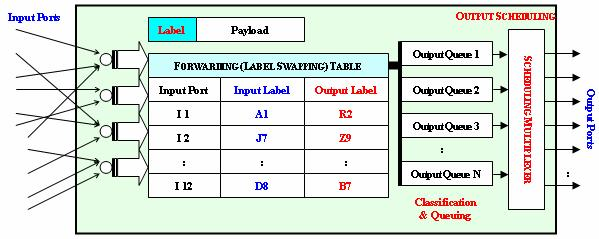 Input Ports
OUTPUT SCHEDULING
Label Payload
FORWARDING (LABEL SWAPPING) TABLE
Input Port Input Label Output Label
I 1 A1 R2
I 2 J7 Z9
: : :
I 12 D8 B7
Output Queue 1
Output Queue 2
Output Queue 3
:
Output Queue N
Classification
& Queuing
SCHEDULING MULTIPLEXER
Output Ports
: